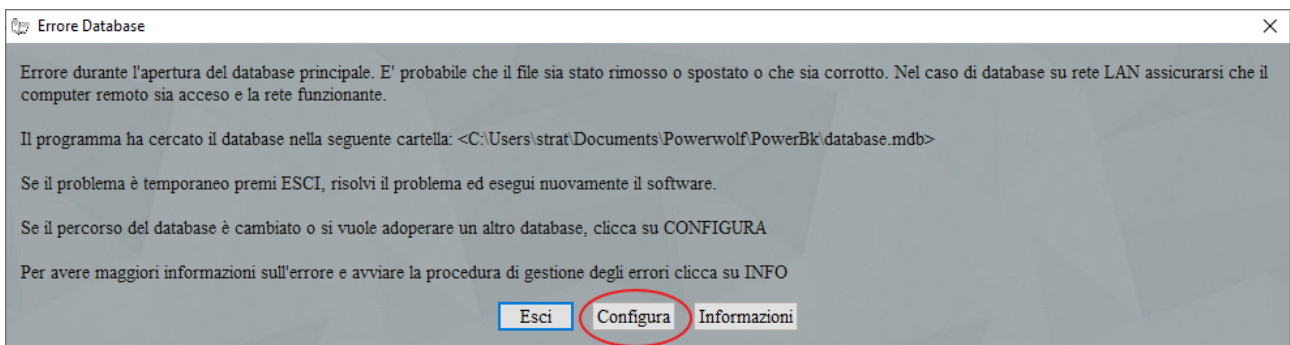 Errore Database
Errore durante l'apertura del database principale. E' probabile che il file sia stato rimosso o spostato o che sia corrotto. Nel caso di database su rete LAN assicurarsi che il
computer remoto sia acceso e la rete funzionante.
Il programma ha cercato il database nella seguente cartella: <C:\Users\strat\Documents\Powerwolf\PowerBk\database.mdb>
Se il problema è temporaneo premi ESCI, risolvi il problema ed esegui nuovamente il software.
Se il percorso del database è cambiato o si vuole adoperare un altro database, clicca su CONFIGURA
Per avere maggiori informazioni sull'errore e avviare la procedura di gestione degli errori clicca su INFO
Esci Configura Informazioni